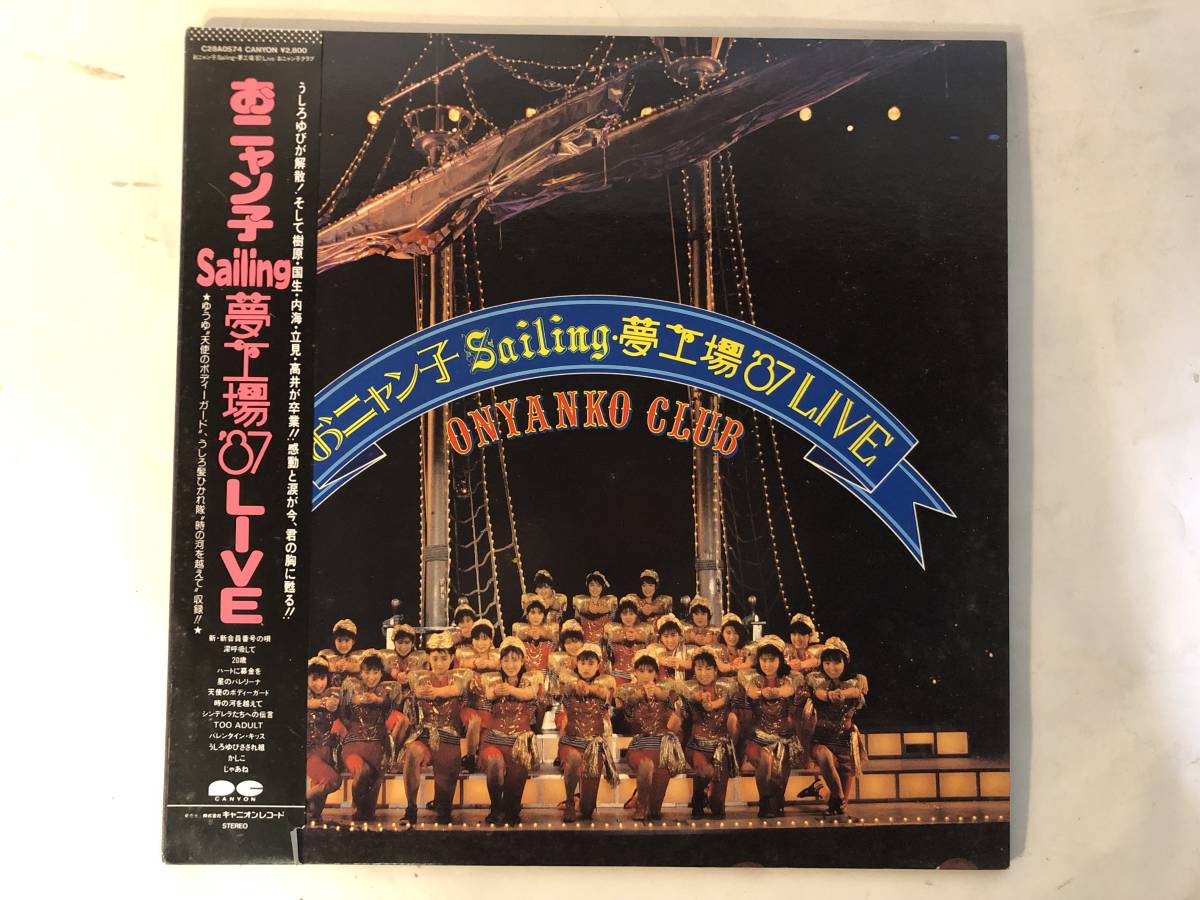 C28A0574 CANYON ¥2,800
おニャン子Sailing・夢工場'87 Live/おニャン子クラブ
うしろゆびが解散!そして樹原・国生・内海・立見・高井が卒業!!感動と涙が今、君の胸に甦る!!
おニャン子
Sailing
夢工場
'87
LIVE
★ゆうゆ"天使のボディーガード"、うしろ髪ひかれ隊"時の河を越えて"収録!!★
新・新会員番号の唄
深呼吸して
20歳
ハートに募金を
星のバレリーナ
天使のボディーガード
時の河を越えて
シンデレラたちへの伝言
TOO ADULT
バレンタイン・キッス
うしろゆびさされ組
かしこ
じゃあね
CANYON
発売元:株式会社 キャニオンレコード
STEREO
おニャン子 Sailing・夢工場'87 LIVE
ONYANKO CLUB